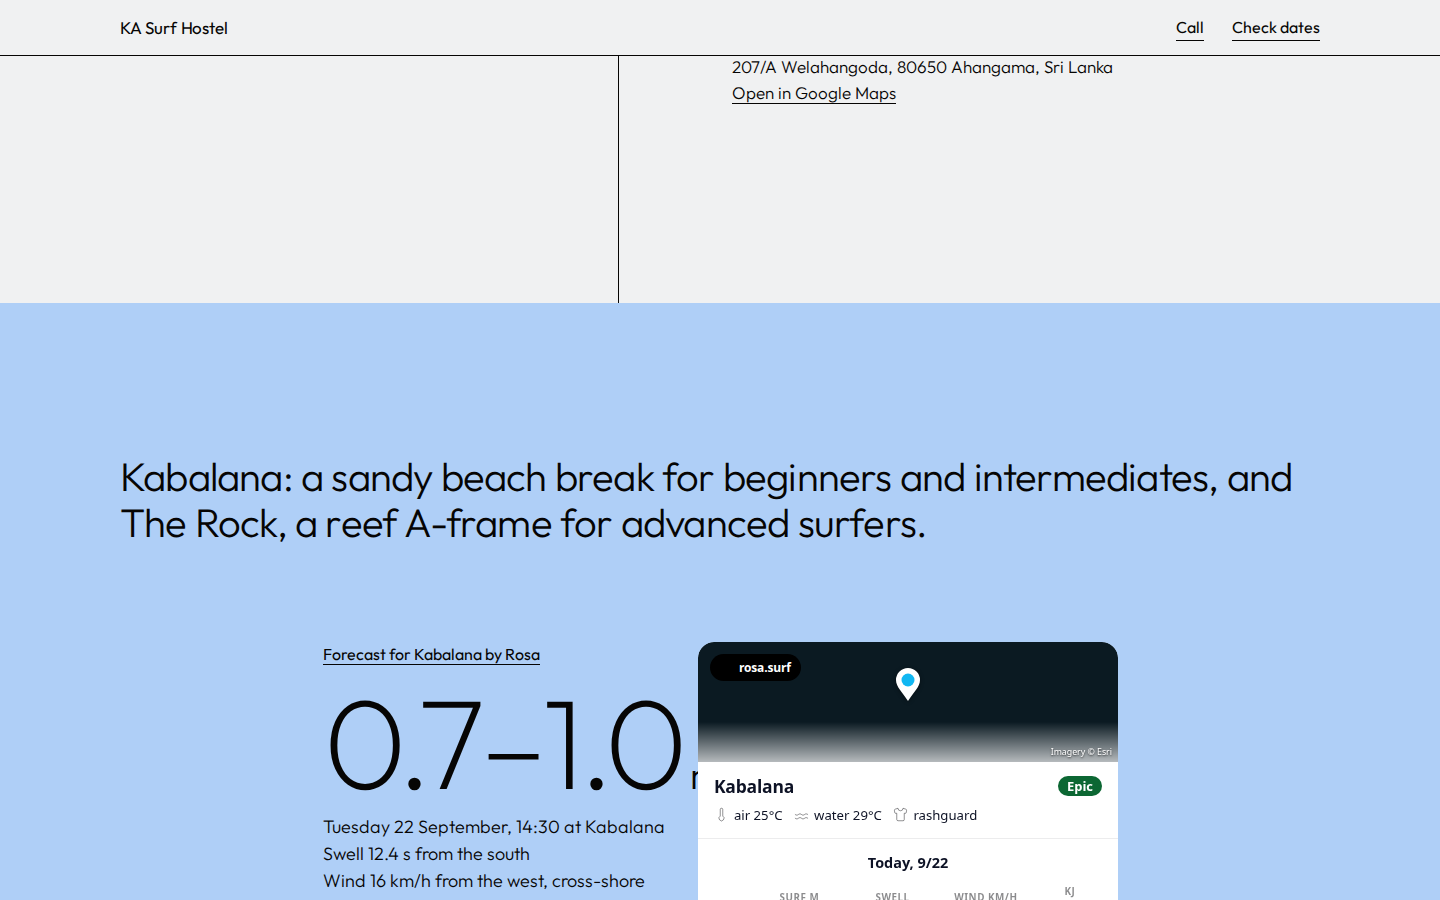 KA Surf Hostel
Call
Check dates
207/A Welahangoda, 80650 Ahangama, Sri Lanka
Open in Google Maps
Kabalana: a sandy beach break for beginners and intermediates, and
The Rock, a reef A-frame for advanced surfers.
Forecast for Kabalana by Rosa
0.7–1.0
Tuesday 22 September, 14:30 at Kabalana
Swell 12.4 s from the south
Wind 16 km/h from the west, cross-shore
rosa.surf
Imagery © Esri
Kabalana
Epic
air 25°C
water 29°C
rashguard
Today, 9/22
SURF M
SWELL
WIND KM/H
KJ